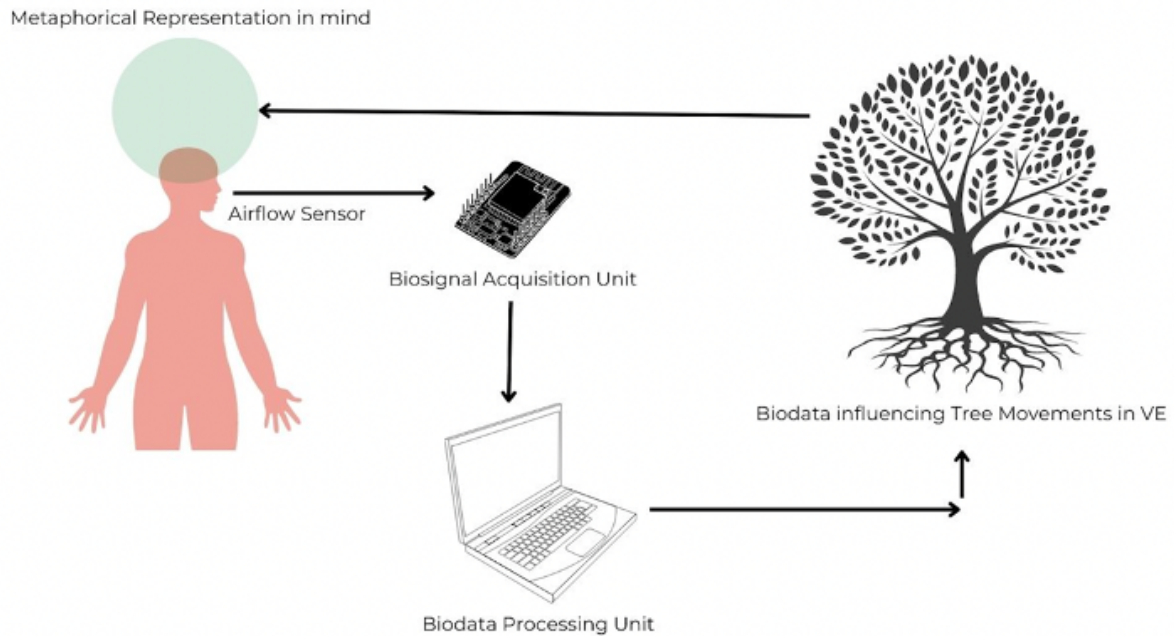 Metaphorical Representation in mind
Airflow Sensor
Biosignal Acquisition Unit
Biodata influencing Tree Movements in VE
Biodata Processing Unit